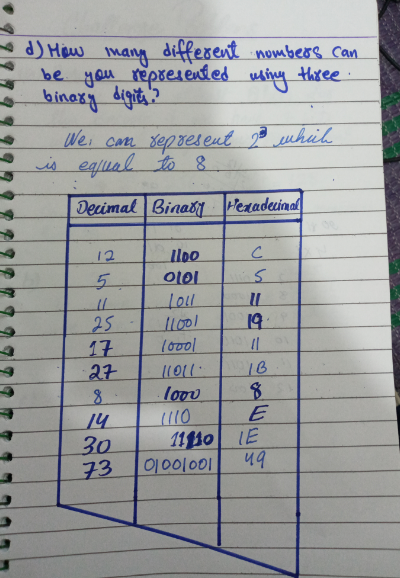 d) How many different numbers can
be you represented using three
binary digits?
We, can represent 2³ which
is equal to 8
Decimal Binary Hexadecimal
12 1100 C
5 0101 5
11 1011 11
25 11001 19
17 10001 11
27 11011 1B
8 1000 8
14 1110 E
30 11110 1E
73 01001001 49